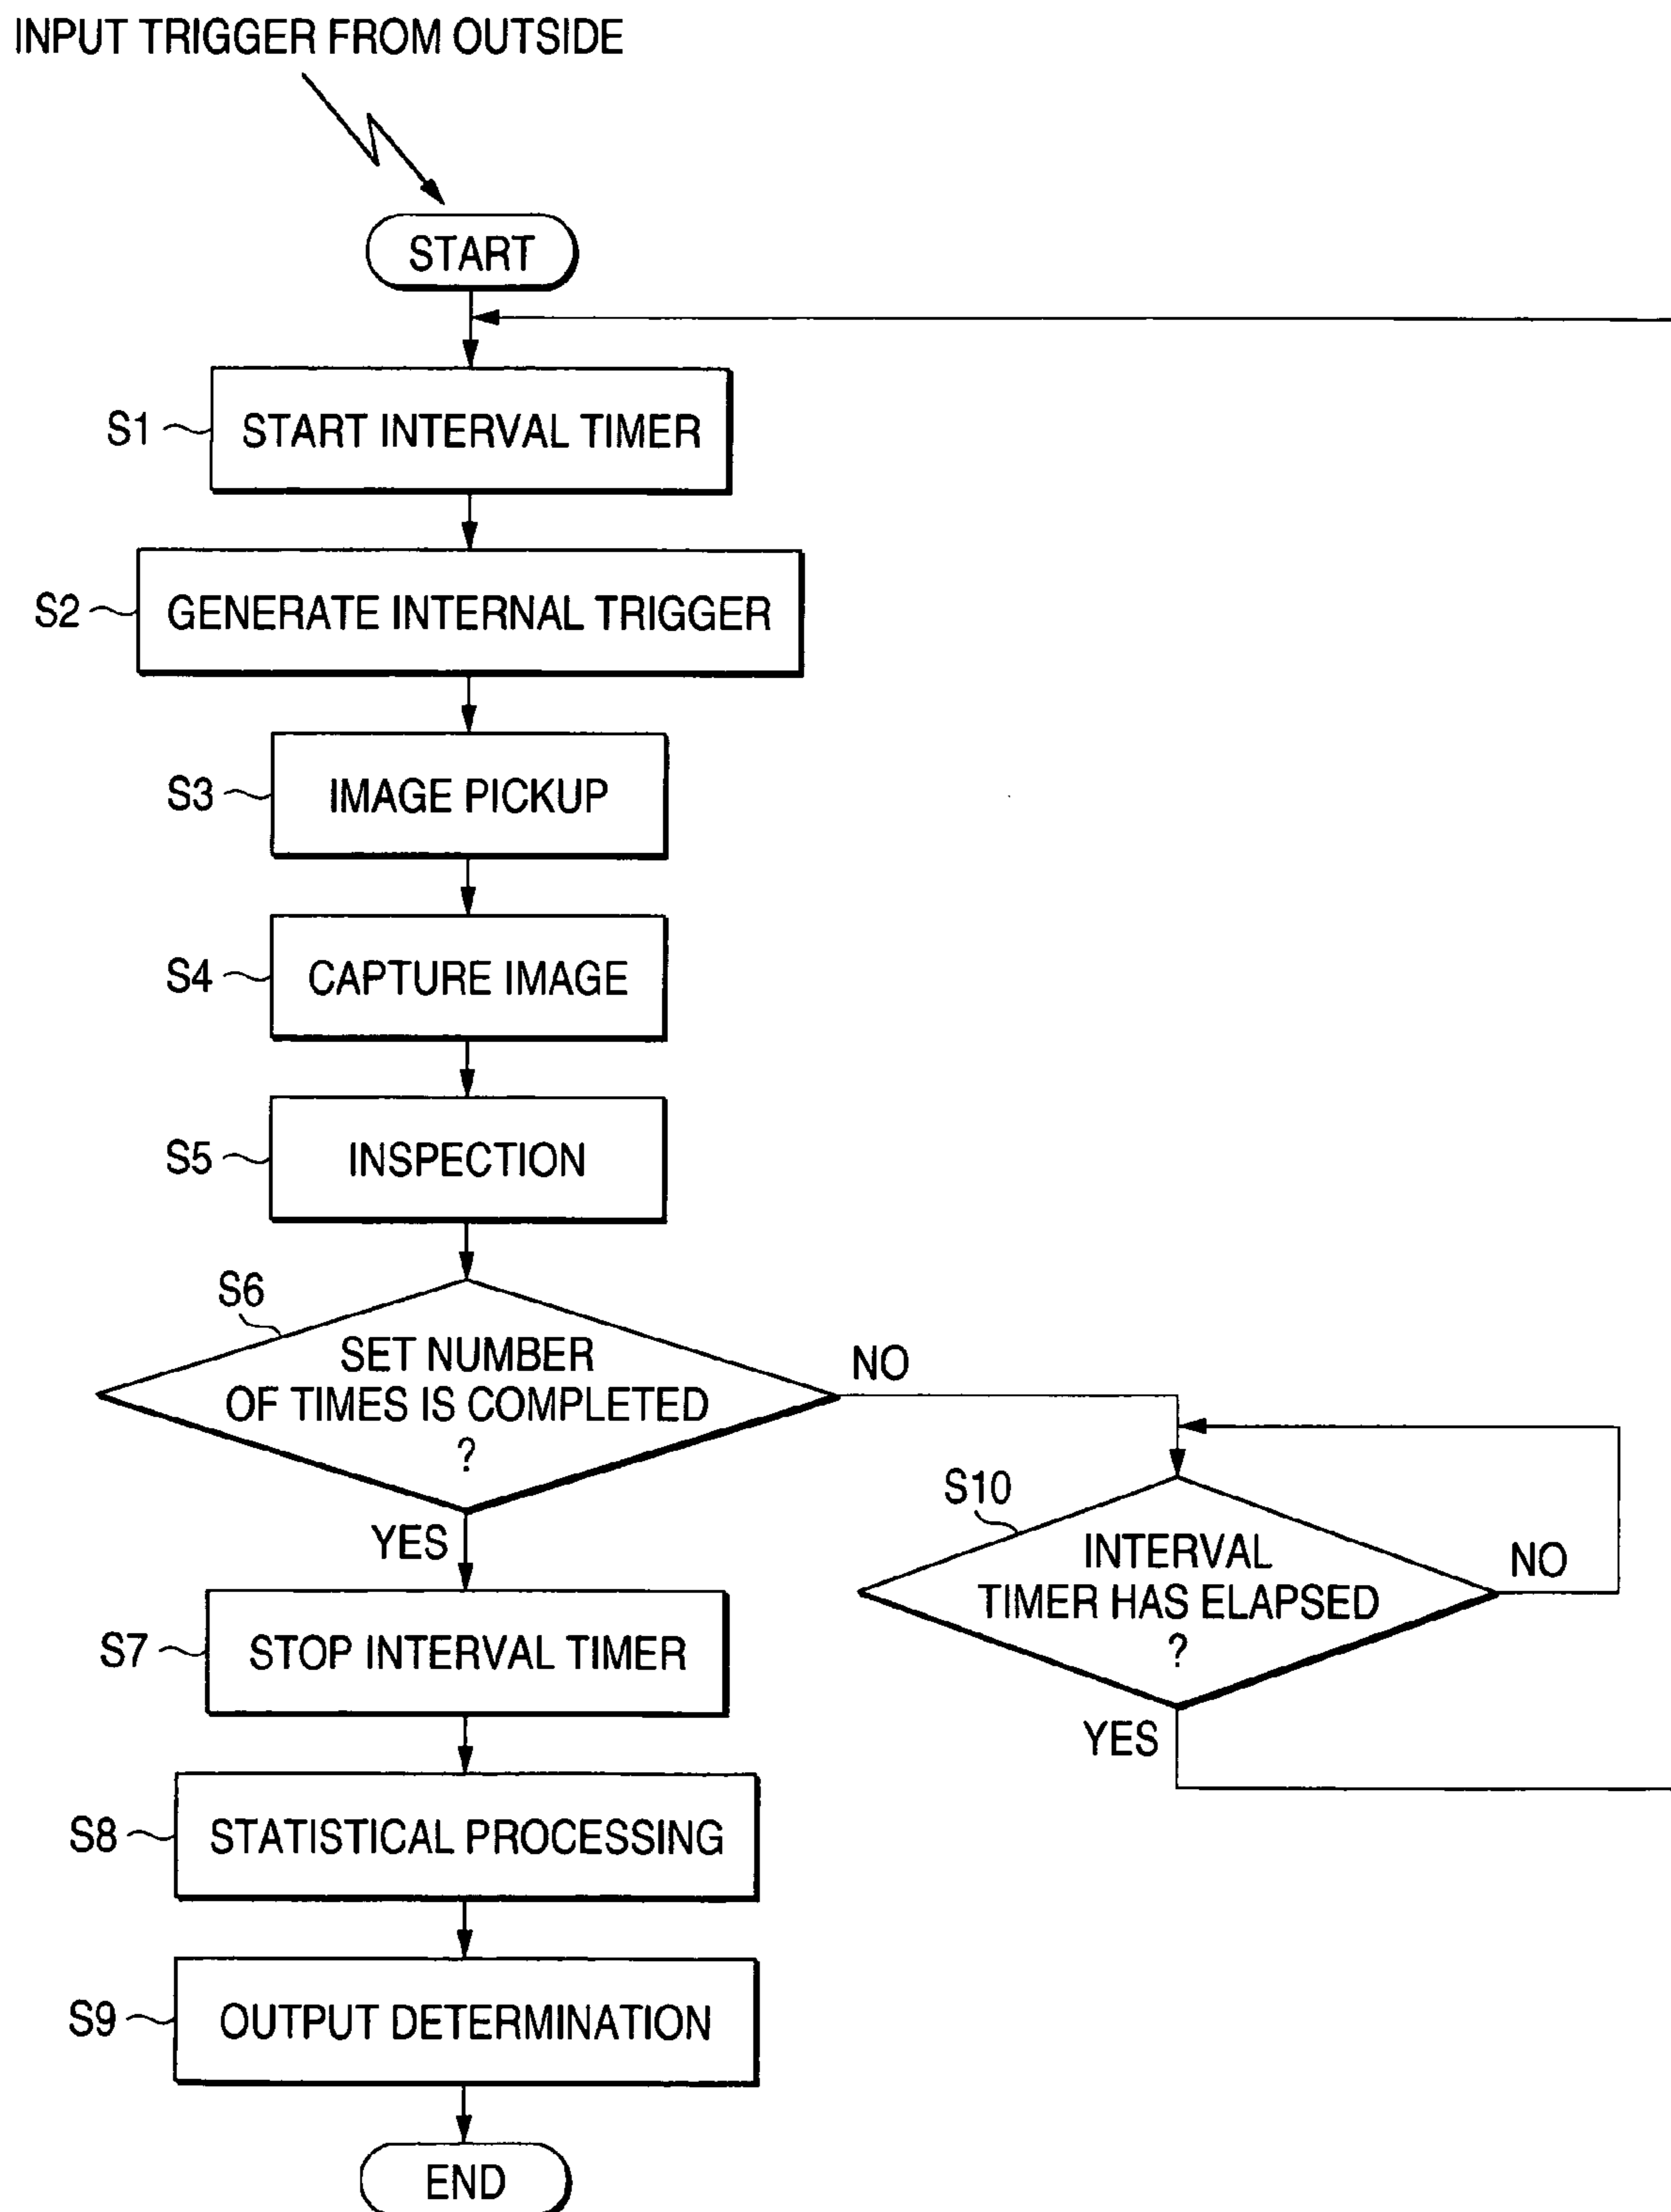 INPUT TRIGGER FROM OUTSIDE
START
S1
START INTERVAL TIMER
S2
GENERATE INTERNAL TRIGGER
S3
IMAGE PICKUP
S4
CAPTURE IMAGE
S5
INSPECTION
S6
SET NUMBER
OF TIMES IS COMPLETED
?
NO
YES
S10
INTERVAL
TIMER HAS ELAPSED
?
NO
YES
S7
STOP INTERVAL TIMER
S8
STATISTICAL PROCESSING
S9
OUTPUT DETERMINATION
END